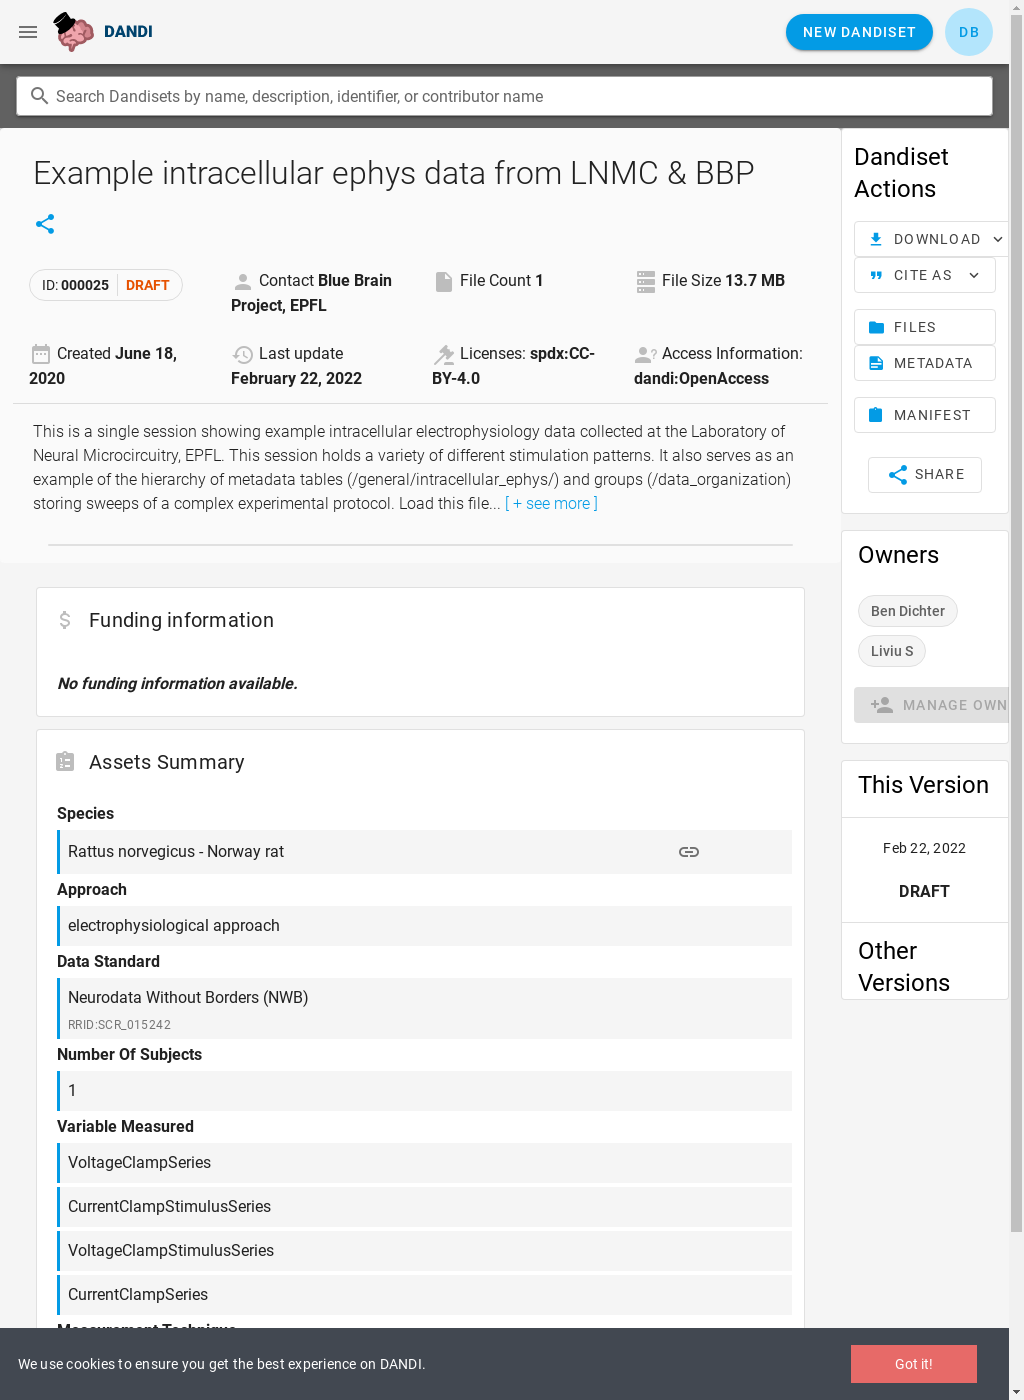 DANDI
NEW DANDISET
DB
Search Dandisets by name, description, identifier, or contributor name
Example intracellular ephys data from LNMC & BBP
ID: 000025 DRAFT
Contact Blue Brain
Project, EPFL
File Count 1
File Size 13.7 MB
Created June 18,
2020
Last update
February 22, 2022
Licenses: spdx:CC-
BY-4.0
Access Information:
dandi:OpenAccess
This is a single session showing example intracellular electrophysiology data collected at the Laboratory of
Neural Microcircuitry, EPFL. This session holds a variety of different stimulation patterns. It also serves as an
example of the hierarchy of metadata tables (/general/intracellular_ephys/) and groups (/data_organization)
storing sweeps of a complex experimental protocol. Load this file... [ + see more ]
Funding information
No funding information available.
Assets Summary
Species
Rattus norvegicus - Norway rat
Approach
electrophysiological approach
Data Standard
Neurodata Without Borders (NWB)
RRID:SCR_015242
Number Of Subjects
1
Variable Measured
VoltageClampSeries
CurrentClampStimulusSeries
VoltageClampStimulusSeries
CurrentClampSeries
Measurement Technique
Dandiset
Actions
DOWNLOAD
CITE AS
FILES
METADATA
MANIFEST
SHARE
Owners
Ben Dichter
Liviu S
MANAGE OWN
This Version
Feb 22, 2022
DRAFT
Other
Versions
We use cookies to ensure you get the best experience on DANDI.
Got it!